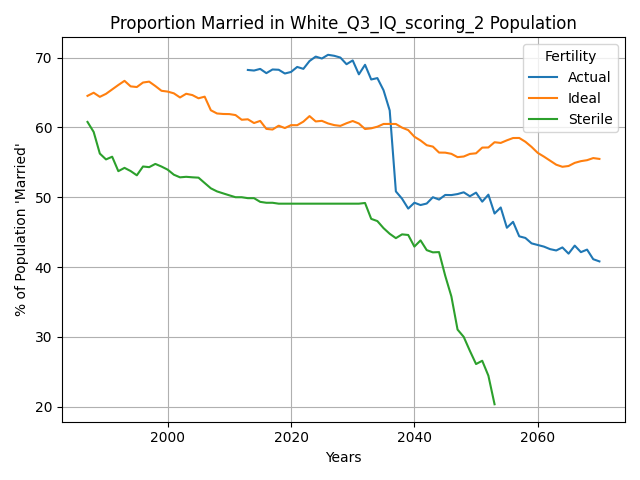 Proportion Married in White_Q3_IQ_scoring_2 Population
Fertility
Actual
Ideal
Sterile
% of Population 'Married'
70
60
50
40
30
20
2000
2020
2040
2060
Years